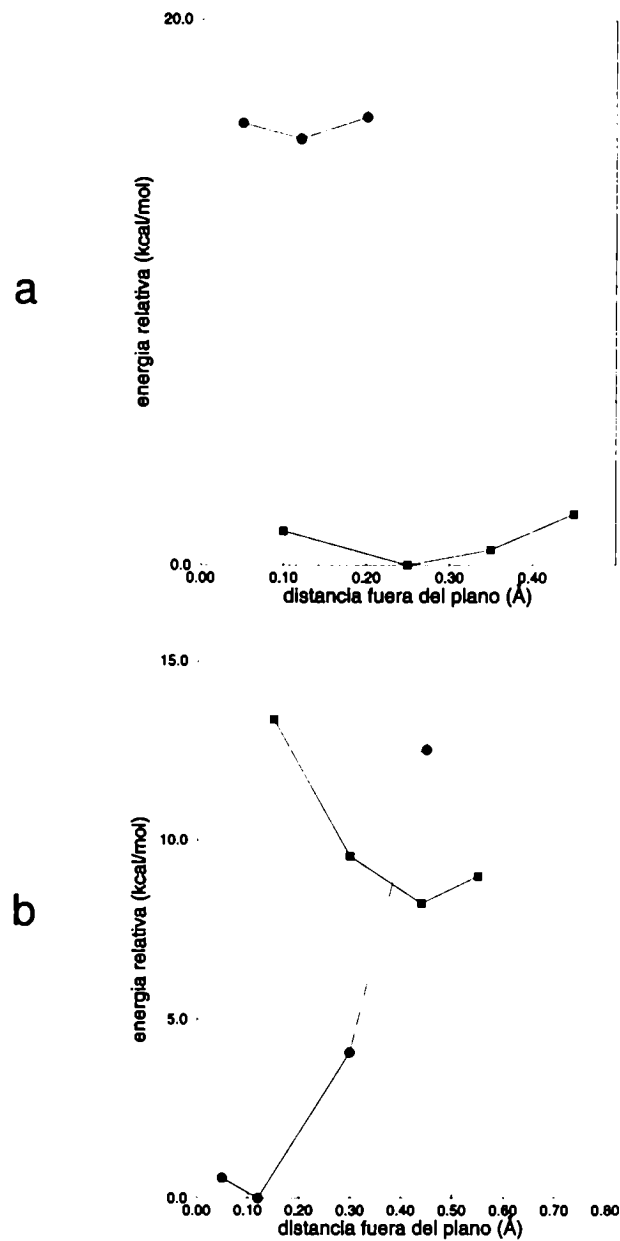 20.0
energia relativa (kcal/mol)
a
0.0
0.00 0.10 0.20 0.30 0.40
distancia fuera del plano (Å)
15.0
10.0
energia relativa (kcal/mol)
b
5.0
0.0
0.00 0.10 0.20 0.30 0.40 0.50 0.60 0.70 0.80
distancia fuera del plano (Å)